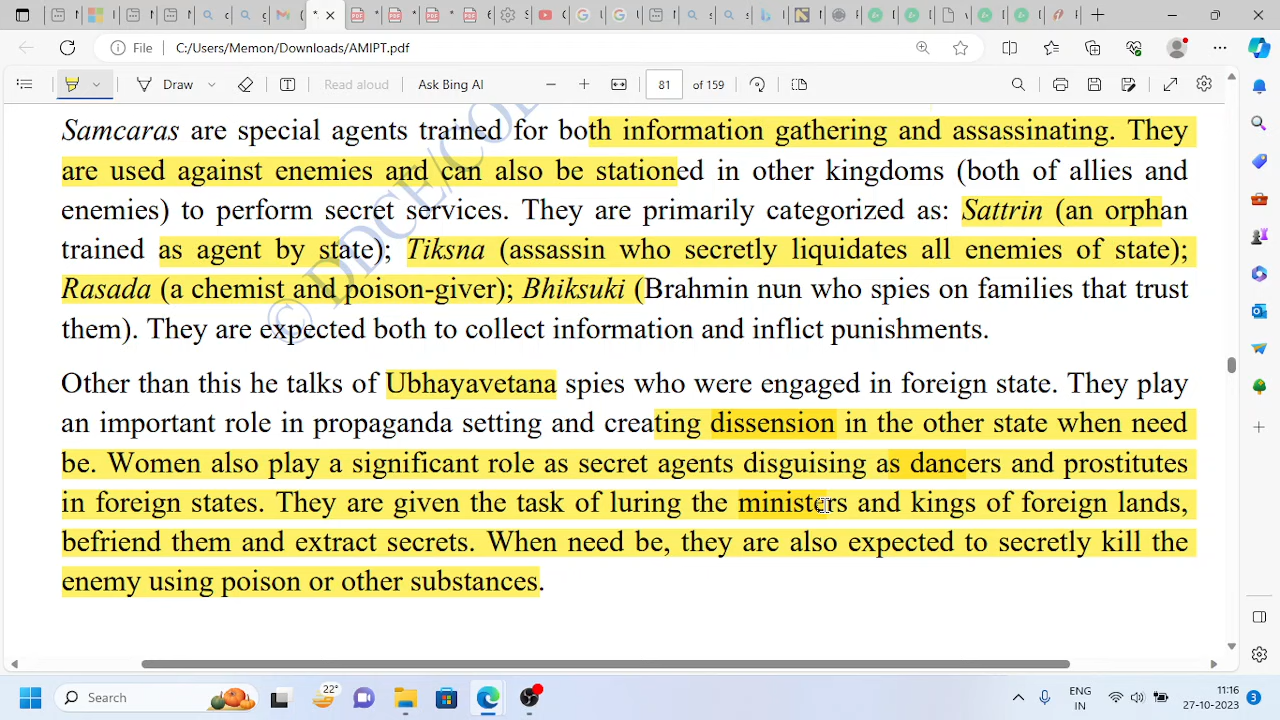 File
C:/Users/Memon/Downloads/AMIPT.pdf
Draw
Read aloud
Ask Bing AI
81
of 159
© DDCE/
Samcaras are special agents trained for both information gathering and assassinating. They
are used against enemies and can also be stationed in other kingdoms (both of allies and
enemies) to perform secret services. They are primarily categorized as: Sattrin (an orphan
trained as agent by state); Tiksna (assassin who secretly liquidates all enemies of state);
Rasada (a chemist and poison-giver); Bhiksuki (Brahmin nun who spies on families that trust
them). They are expected both to collect information and inflict punishments.
Other than this he talks of Ubhayavetana spies who were engaged in foreign state. They play
an important role in propaganda setting and creating dissension in the other state when need
be. Women also play a significant role as secret agents disguising as dancers and prostitutes
in foreign states. They are given the task of luring the ministers and kings of foreign lands,
befriend them and extract secrets. When need be, they are also expected to secretly kill the
enemy using poison or other substances.
Search
22°
ENG
IN
11:16
27-10-2023
3